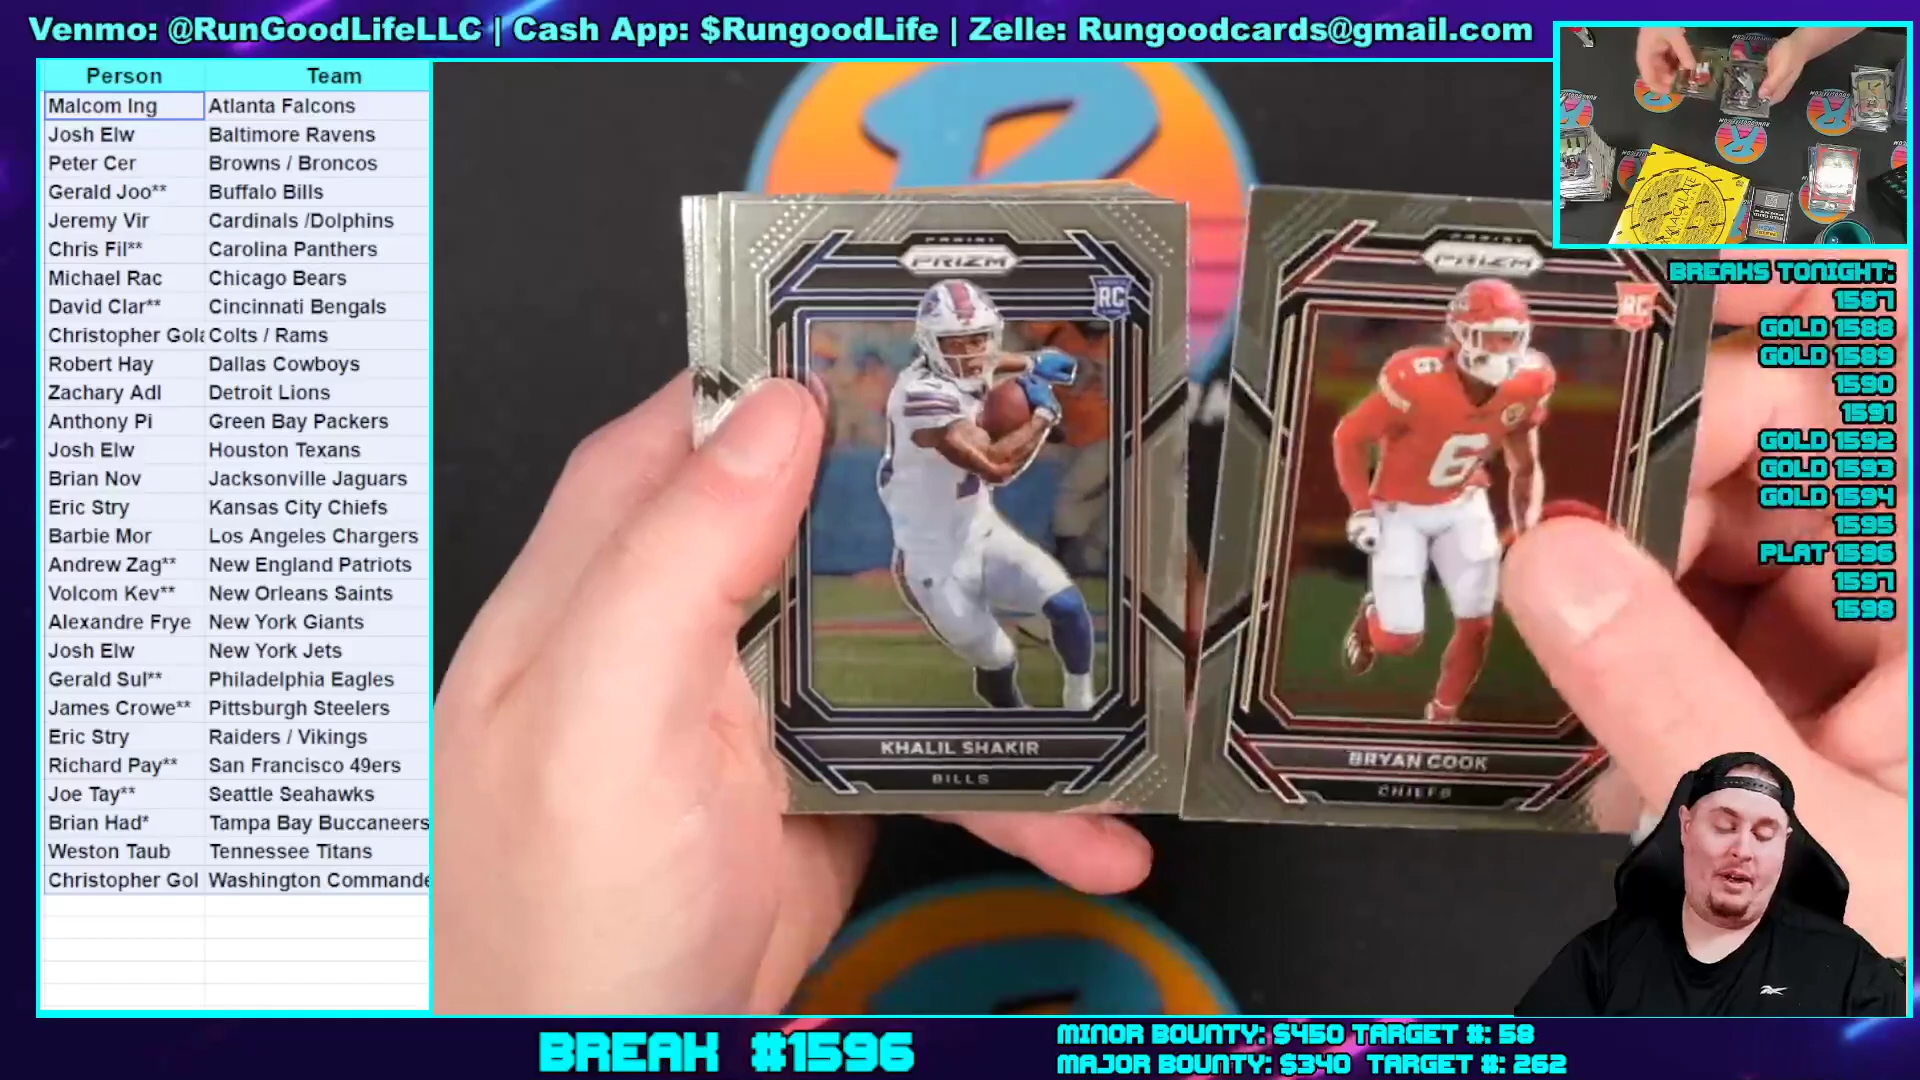 Venmo: @RunGoodLifeLLC | Cash App: $RungoodLife | Zelle: Rungoodcards@gmail.com
Person Team
Malcom Ing Atlanta Falcons
Josh Elw Baltimore Ravens
Peter Cer Browns / Broncos
Gerald Joo** Buffalo Bills
Jeremy Vir Cardinals /Dolphins
Chris Fil** Carolina Panthers
Michael Rac Chicago Bears
David Clar** Cincinnati Bengals
Christopher Gola Colts / Rams
Robert Hay Dallas Cowboys
Zachary Adl Detroit Lions
Anthony Pi Green Bay Packers
Josh Elw Houston Texans
Brian Nov Jacksonville Jaguars
Eric Stry Kansas City Chiefs
Barbie Mor Los Angeles Chargers
Andrew Zag** New England Patriots
Volcom Kev** New Orleans Saints
Alexandre Frye New York Giants
Josh Elw New York Jets
Gerald Sul** Philadelphia Eagles
James Crowe** Pittsburgh Steelers
Eric Stry Raiders / Vikings
Richard Pay** San Francisco 49ers
Joe Tay** Seattle Seahawks
Brian Had* Tampa Bay Buccaneers
Weston Taub Tennessee Titans
Christopher Gol Washington Commande
PANINI
PRIZM
RC
KHALIL SHAKIR
BILLS
PANINI
PRIZM
RC
6
6
BRYAN COOK
CHIEFS
IMMACULATE
BREAKS TONIGHT:
1587
GOLD 1588
GOLD 1589
1590
1591
GOLD 1592
GOLD 1593
GOLD 1594
1595
PLAT 1596
1597
1598
BREAK #1596
MINOR BOUNTY: $450 TARGET #: 58
MAJOR BOUNTY: $340 TARGET #: 262